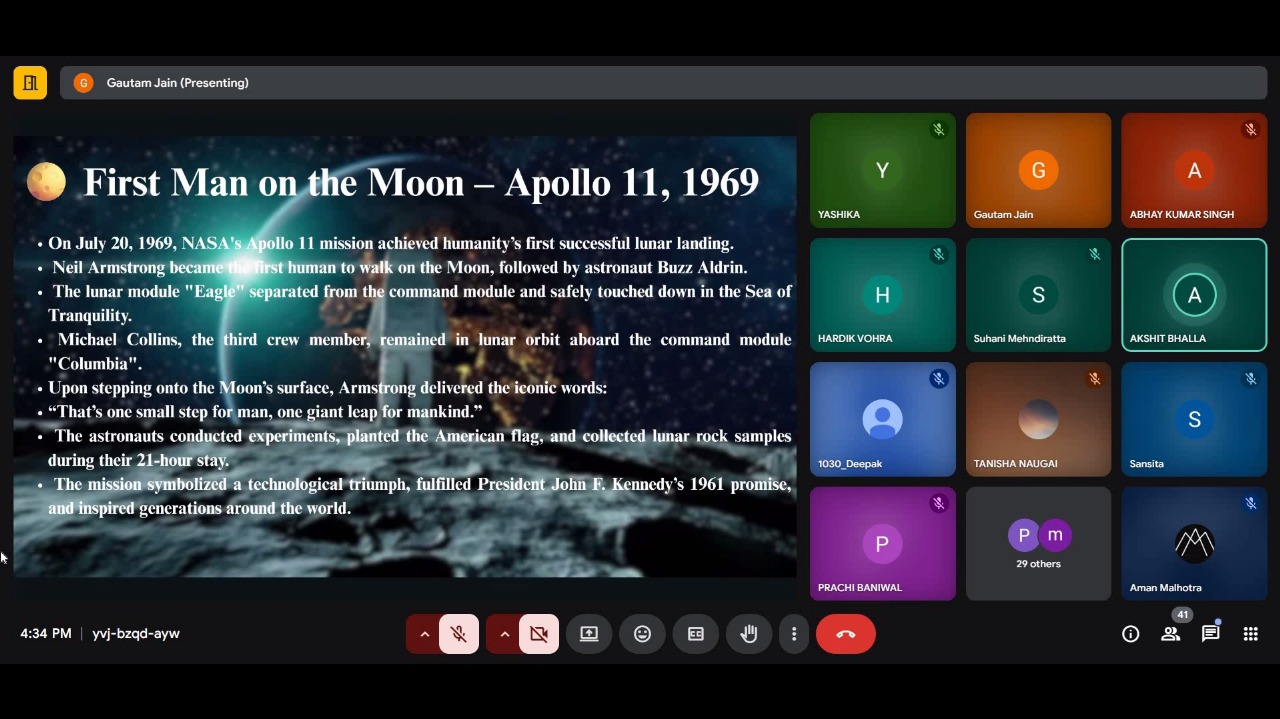 G Gautam Jain (Presenting)
First Man on the Moon – Apollo 11, 1969
• On July 20, 1969, NASA's Apollo 11 mission achieved humanity’s first successful lunar landing.
• Neil Armstrong became the first human to walk on the Moon, followed by astronaut Buzz Aldrin.
• The lunar module "Eagle" separated from the command module and safely touched down in the Sea of
Tranquility.
• Michael Collins, the third crew member, remained in lunar orbit aboard the command module
"Columbia".
• Upon stepping onto the Moon’s surface, Armstrong delivered the iconic words:
• “That’s one small step for man, one giant leap for mankind.”
• The astronauts conducted experiments, planted the American flag, and collected lunar rock samples
during their 21-hour stay.
• The mission symbolized a technological triumph, fulfilled President John F. Kennedy’s 1961 promise,
and inspired generations around the world.
Y
YASHIKA
G
Gautam Jain
A
ABHAY KUMAR SINGH
H
HARDIK VOHRA
S
Suhani Mehndiratta
A
AKSHIT BHALLA
1030_Deepak
TANISHA NAUGAI
S
Sansita
P
PRACHI BANIWAL
P m
29 others
Aman Malhotra
4:34 PM | yvj-bzqd-ayw
41